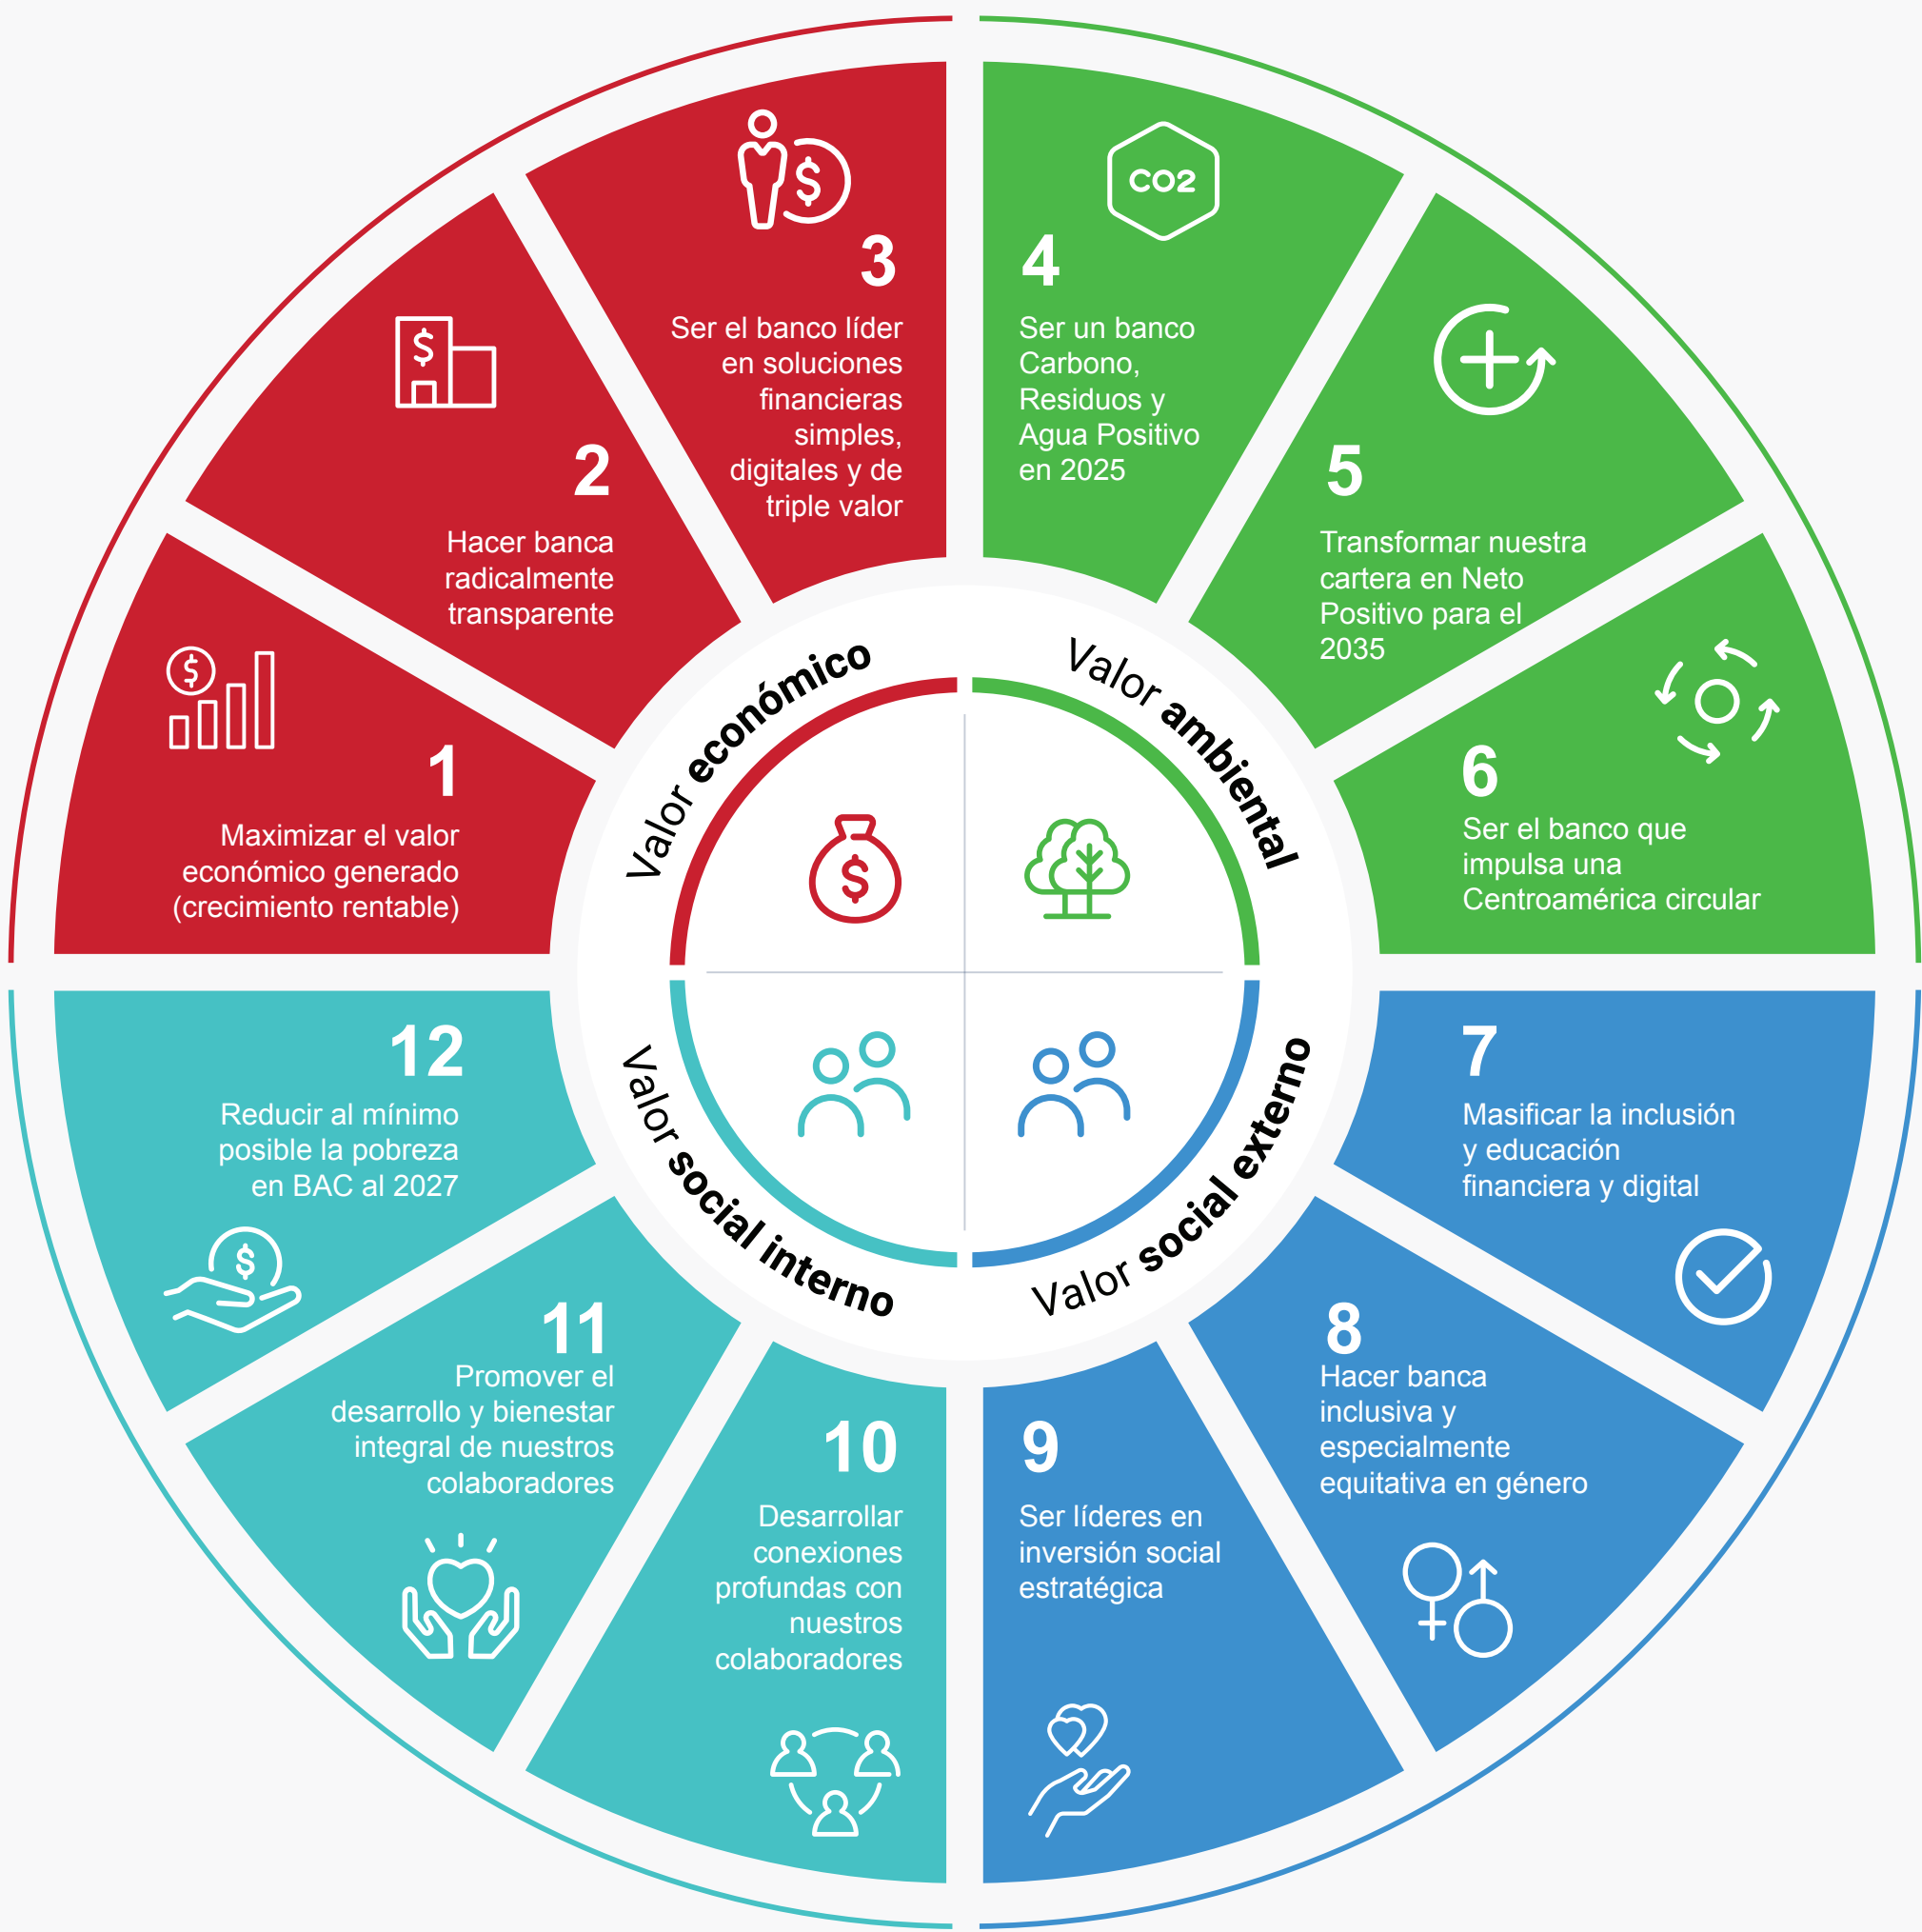 1
Maximizar el valor
económico generado
(crecimiento rentable)
2
Hacer banca
radicalmente
transparente
3
Ser el banco líder
en soluciones
financieras
simples,
digitales y de
triple valor
CO2
4
Ser un banco
Carbono,
Residuos y
Agua Positivo
en 2025
5
Transformar nuestra
cartera en Neto
Positivo para el
2035
6
Ser el banco que
impulsa una
Centroamérica circular
7
Masificar la inclusión
y educación
financiera y digital
8
Hacer banca
inclusiva y
especialmente
equitativa en género
9
Ser líderes en
inversión social
estratégica
10
Desarrollar
conexiones
profundas con
nuestros
colaboradores
11
Promover el
desarrollo y bienestar
integral de nuestros
colaboradores
12
Reducir al mínimo
posible la pobreza
en BAC al 2027
Valor económico
Valor ambiental
Valor social externo
Valor social interno